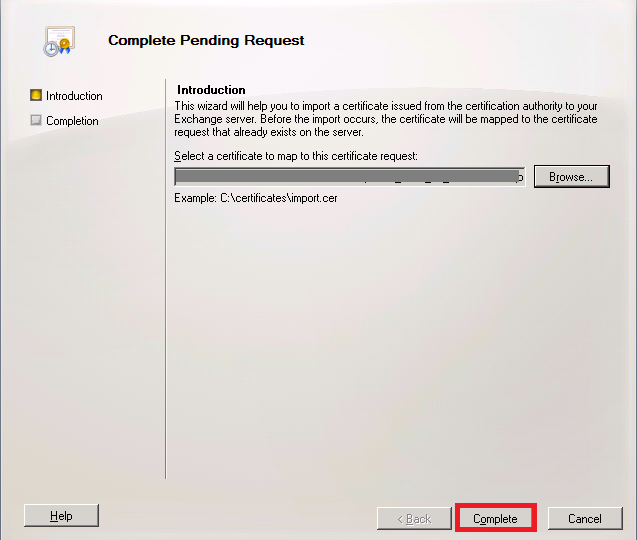 Complete Pending Request
Introduction
Completion
Introduction
This wizard will help you to import a certificate issued from the certification authority to your
Exchange server. Before the import occurs, the certificate will be mapped to the certificate
request that already exists on the server.
Select a certificate to map to this certificate request:
Browse...
Example: C:\certificates\import.cer
Help
< Back
Complete
Cancel